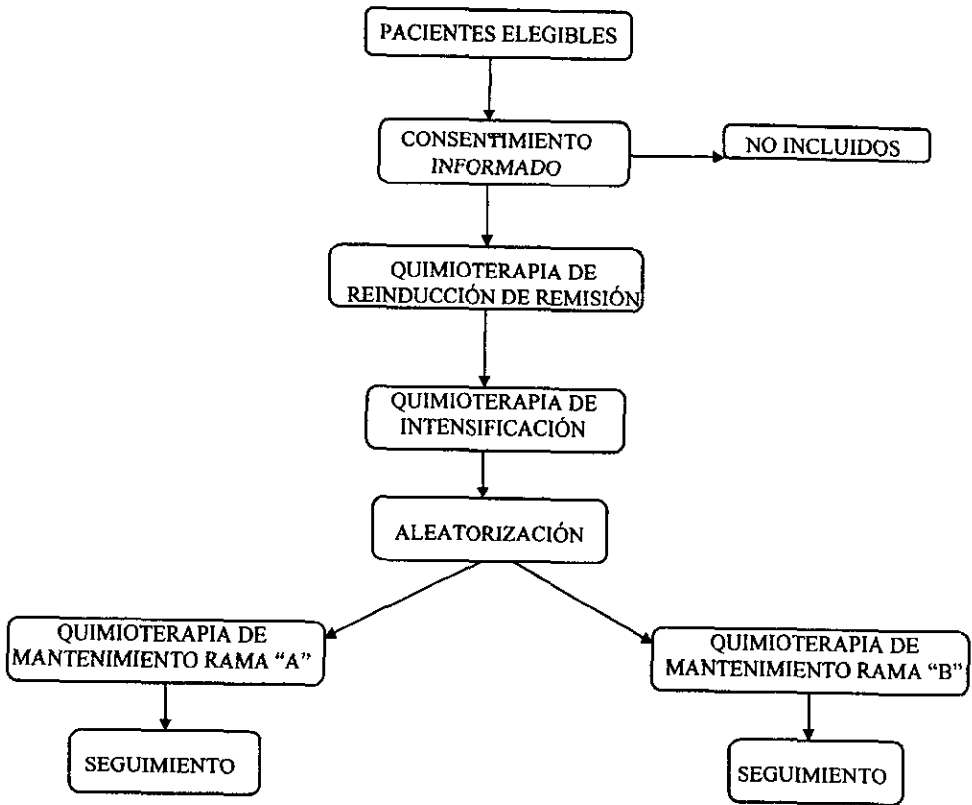 PACIENTES ELEGIBLES
CONSENTIMIENTO
INFORMADO
NO INCLUIDOS
QUIMIOTERAPIA DE
REINDUCCIÓN DE REMISIÓN
QUIMIOTERAPIA DE
INTENSIFICACIÓN
ALEATORIZACIÓN
QUIMIOTERAPIA DE
MANTENIMIENTO RAMA “A”
QUIMIOTERAPIA DE
MANTENIMIENTO RAMA “B”
SEGUIMIENTO
SEGUIMIENTO